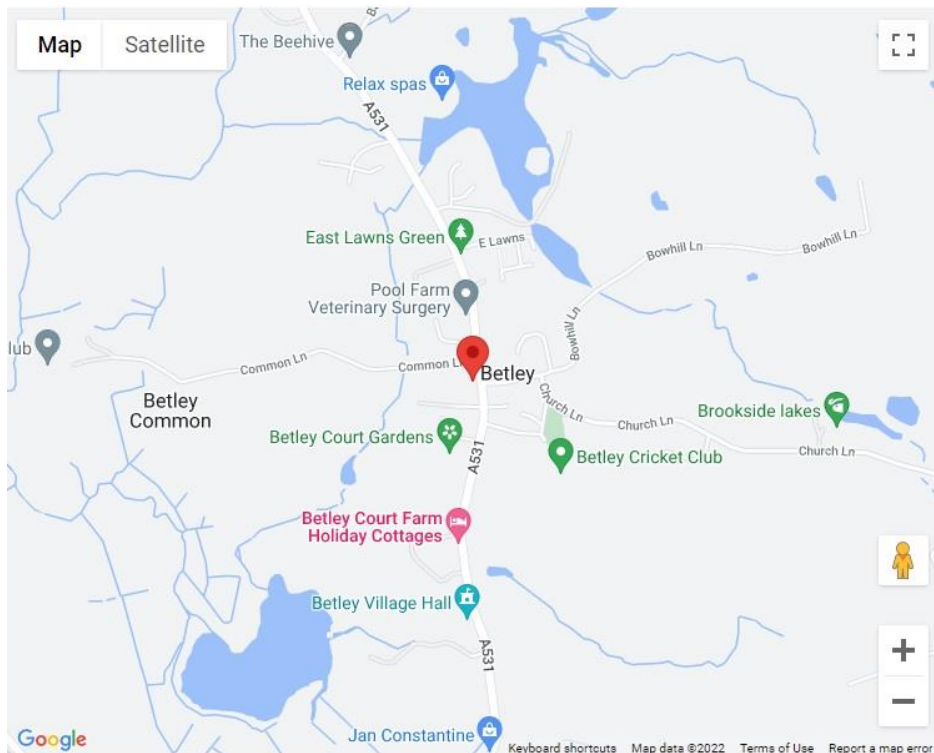 Map
Satellite
The Beehive
Relax spas
A531
East Lawns Green
E Lawns
Bowhill Ln
Bowhill Ln
Pool Farm
Veterinary Surgery
Bowhill Ln
lub
Common Ln
Common Ln
Betley
Betley
Common
Church Ln
Brookside lakes
Church Ln
Betley Court Gardens
A531
Betley Cricket Club
Church Ln
Betley Court Farm
Holiday Cottages
Betley Village Hall
A531
Jan Constantine
Google
Keyboard shortcuts
Map data ©2022
Terms of Use
Report a map error